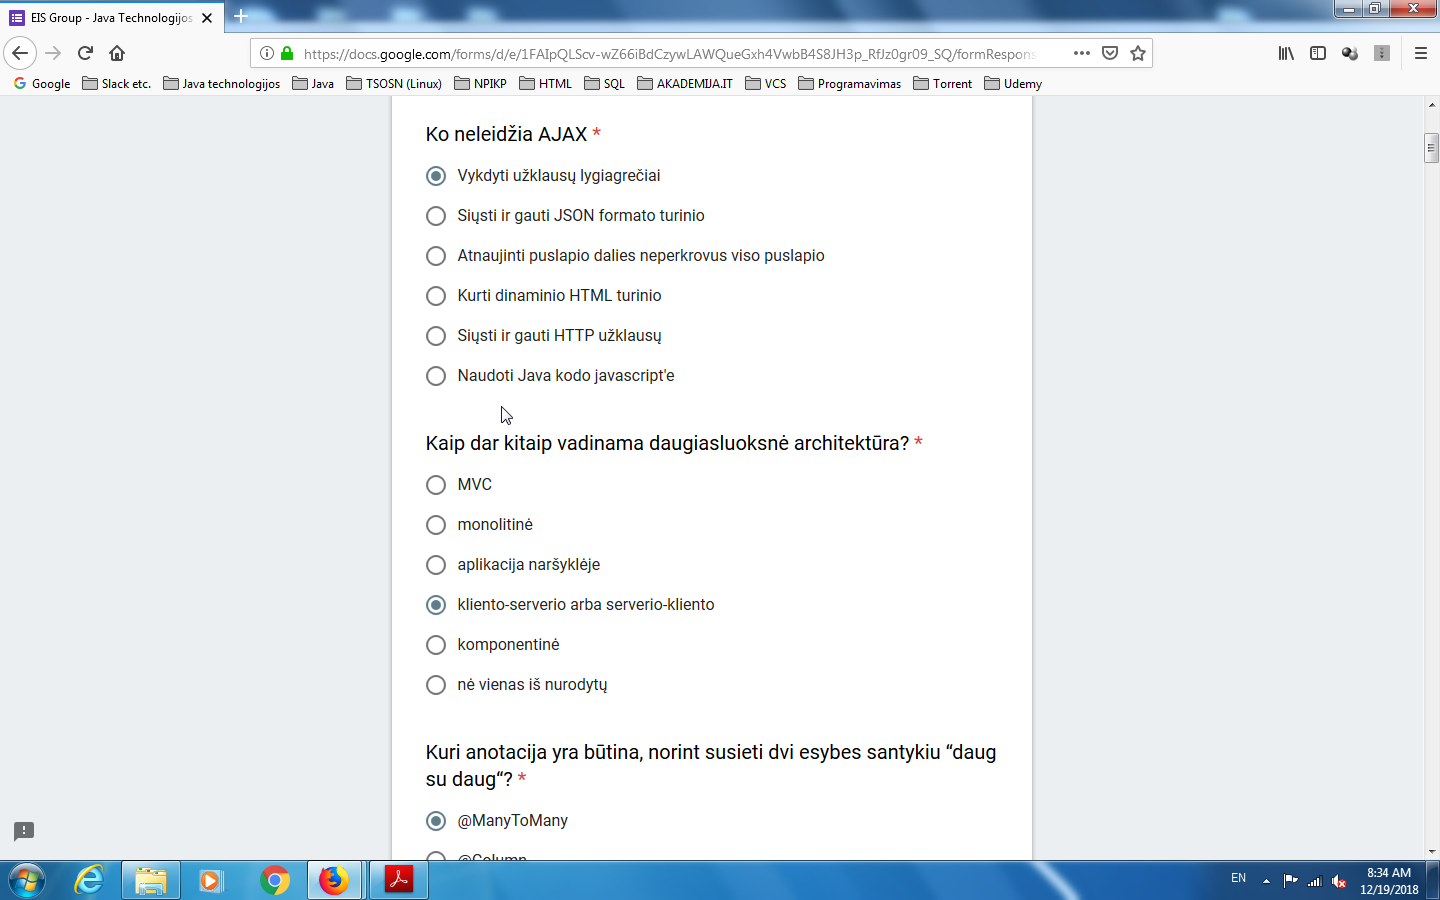 EIS Group - Java Technologijos
https://docs.google.com/forms/d/e/1FAIpQLScv-wZ66iBdCzywLAWQueGxh4VwbB4S8JH3p_RfJz0gr09_SQ/formRespons
Google Slack etc. Java technologijos Java TSOSN (Linux) NPIKP HTML SQL AKADEMIJA.IT VCS Programavimas Torrent Udemy
Ko neleidžia AJAX *
Vykdyti užklausų lygiagrečiai
Siųsti ir gauti JSON formato turinio
Atnaujinti puslapio dalies neperkrovus viso puslapio
Kurti dinaminio HTML turinio
Siųsti ir gauti HTTP užklausų
Naudoti Java kodo javascript'e
Kaip dar kitaip vadinama daugiasluoksnė architektūra? *
MVC
monolitinė
aplikacija naršyklėje
kliento-serverio arba serverio-kliento
komponentinė
nė vienas iš nurodytų
Kuri anotacija yra būtina, norint susieti dvi esybes santykiu “daug
su daug“? *
@ManyToMany
@Column
EN
8:34 AM
12/19/2018